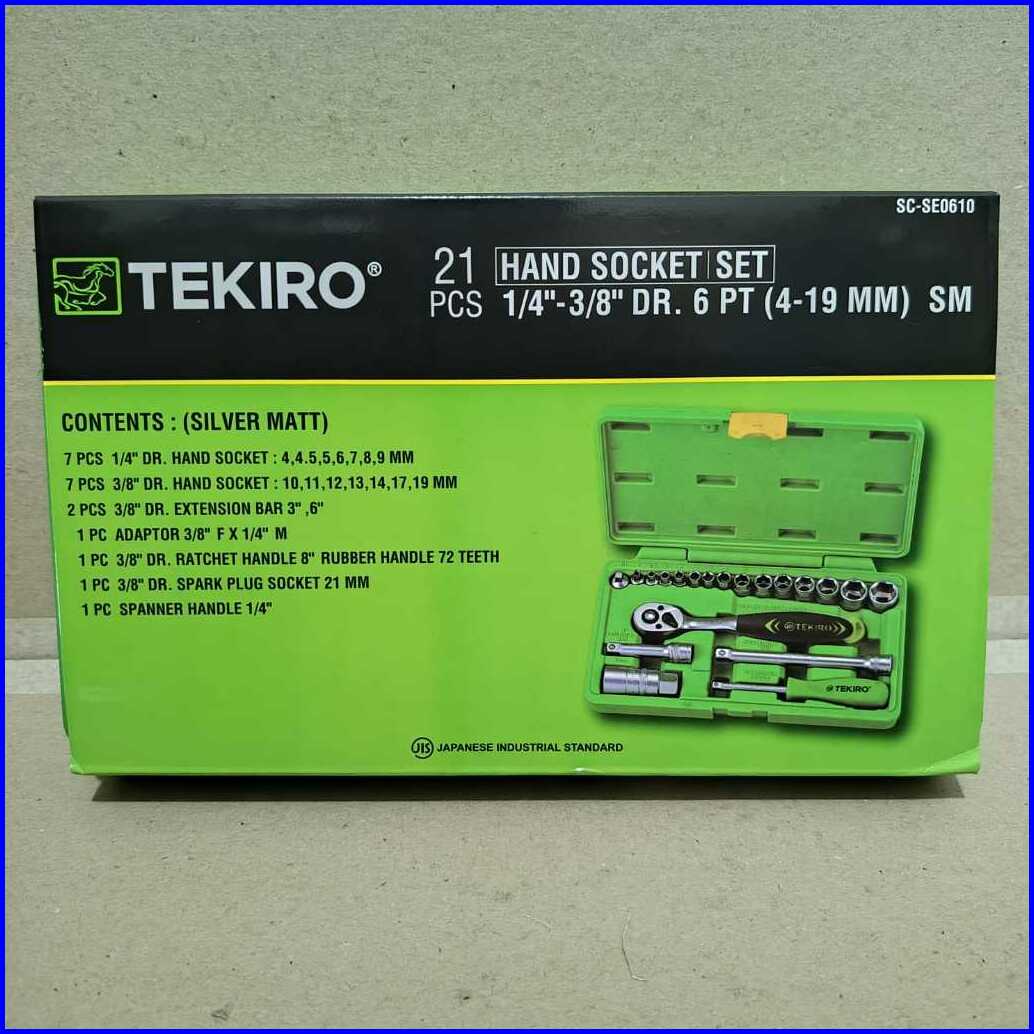 SC-SE0610
TEKIRO®
21 PCS HAND SOCKET SET
1/4"-3/8" DR. 6 PT (4-19 MM) SM
CONTENTS : (SILVER MATT)
7 PCS 1/4" DR. HAND SOCKET : 4,4.5,5,6,7,8,9 MM
7 PCS 3/8" DR. HAND SOCKET : 10,11,12,13,14,17,19 MM
2 PCS 3/8" DR. EXTENSION BAR 3" ,6"
1 PC ADAPTOR 3/8" F X 1/4" M
1 PC 3/8" DR. RATCHET HANDLE 8" RUBBER HANDLE 72 TEETH
1 PC 3/8" DR. SPARK PLUG SOCKET 21 MM
1 PC SPANNER HANDLE 1/4"
TEKIRO
TEKIRO
JIS JAPANESE INDUSTRIAL STANDARD